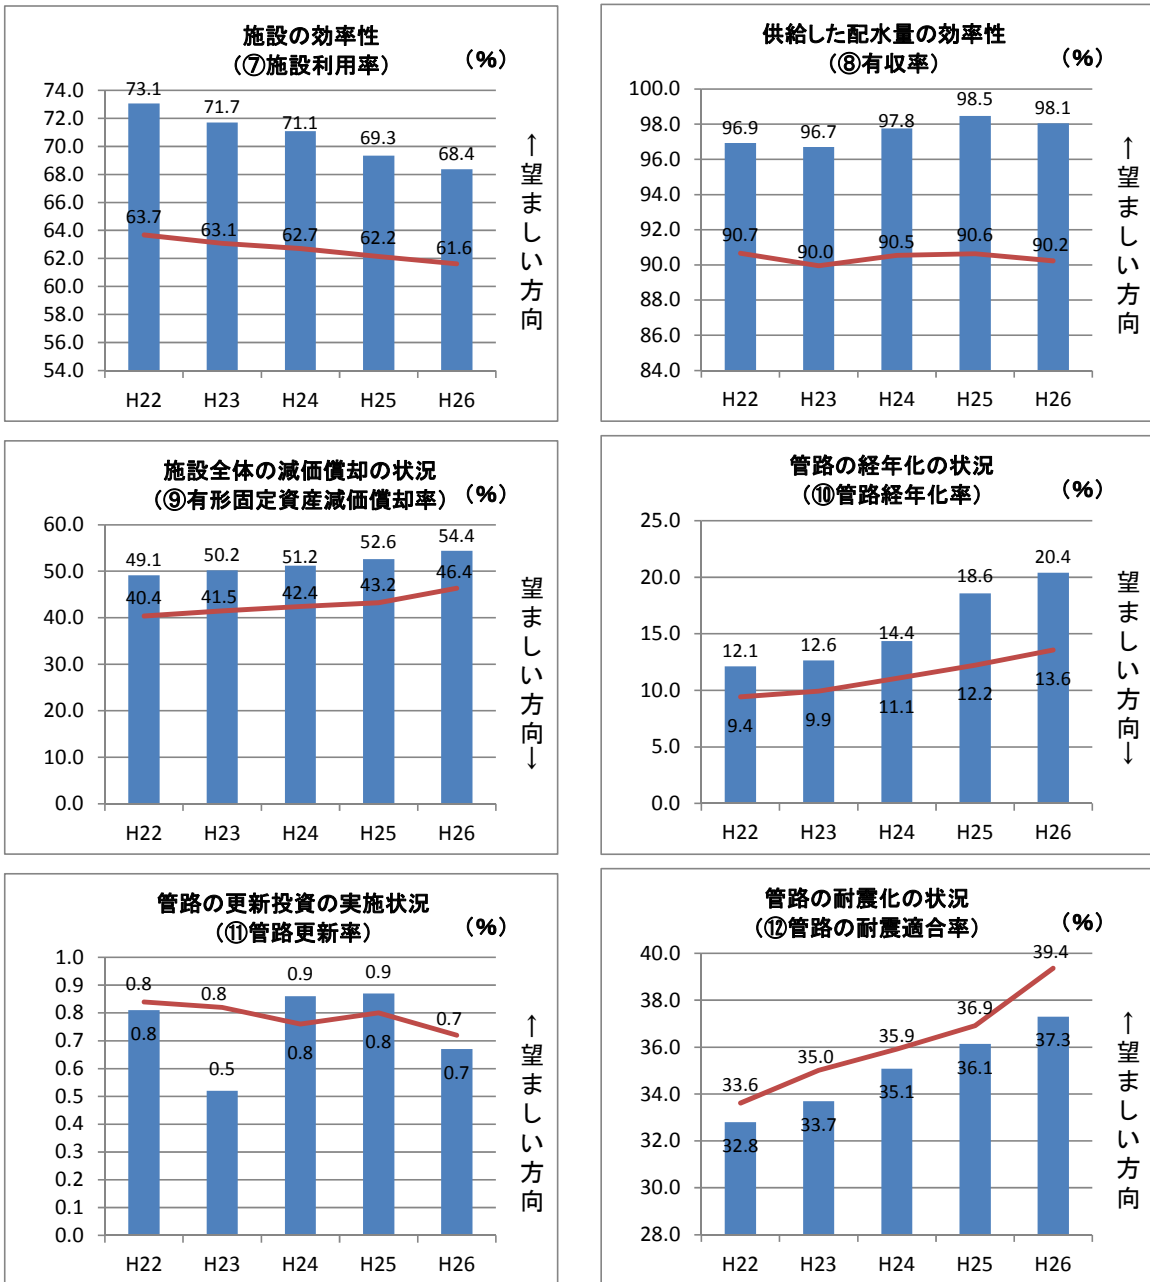 施設の効率性
（⑦施設利用率）
（%）
74.0
72.0
70.0
68.0
66.0
64.0
62.0
60.0
58.0
56.0
54.0
73.1
71.7
71.1
69.3
68.4
63.7
63.1
62.7
62.2
61.6
H22
H23
H24
H25
H26
↑望ましい方向
供給した配水量の効率性
（⑧有収率）
（%）
100.0
98.0
96.0
94.0
92.0
90.0
88.0
86.0
84.0
96.9
96.7
97.8
98.5
98.1
90.7
90.0
90.5
90.6
90.2
H22
H23
H24
H25
H26
↑望ましい方向
施設全体の減価償却の状況
（⑨有形固定資産減価償却率）
（%）
60.0
50.0
40.0
30.0
20.0
10.0
0.0
49.1
50.2
51.2
52.6
54.4
40.4
41.5
42.4
43.2
46.4
H22
H23
H24
H25
H26
望ましい方向↓
管路の経年化の状況
（⑩管路経年化率）
（%）
25.0
20.0
15.0
10.0
5.0
0.0
12.1
12.6
14.4
18.6
20.4
9.4
9.9
11.1
12.2
13.6
H22
H23
H24
H25
H26
望ましい方向↓
管路の更新投資の実施状況
（⑪管路更新率）
（%）
1.0
0.9
0.8
0.7
0.6
0.5
0.4
0.3
0.2
0.1
0.0
0.8
0.8
0.9
0.9
0.7
0.8
0.5
0.8
0.8
0.7
H22
H23
H24
H25
H26
↑望ましい方向
管路の耐震化の状況
（⑫管路の耐震適合率）
（%）
40.0
38.0
36.0
34.0
32.0
30.0
28.0
33.6
35.0
35.9
36.9
39.4
32.8
33.7
35.1
36.1
37.3
H22
H23
H24
H25
H26
↑望ましい方向